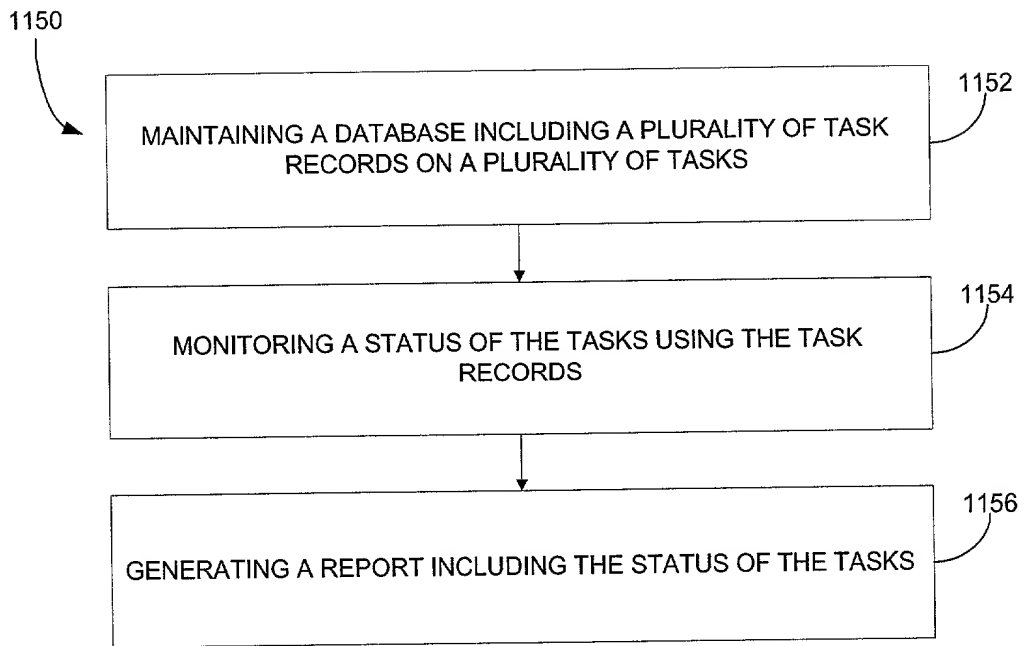 1150
1152
MAINTAINING A DATABASE INCLUDING A PLURALITY OF TASK
RECORDS ON A PLURALITY OF TASKS
1154
MONITORING A STATUS OF THE TASKS USING THE TASK
RECORDS
1156
GENERATING A REPORT INCLUDING THE STATUS OF THE TASKS